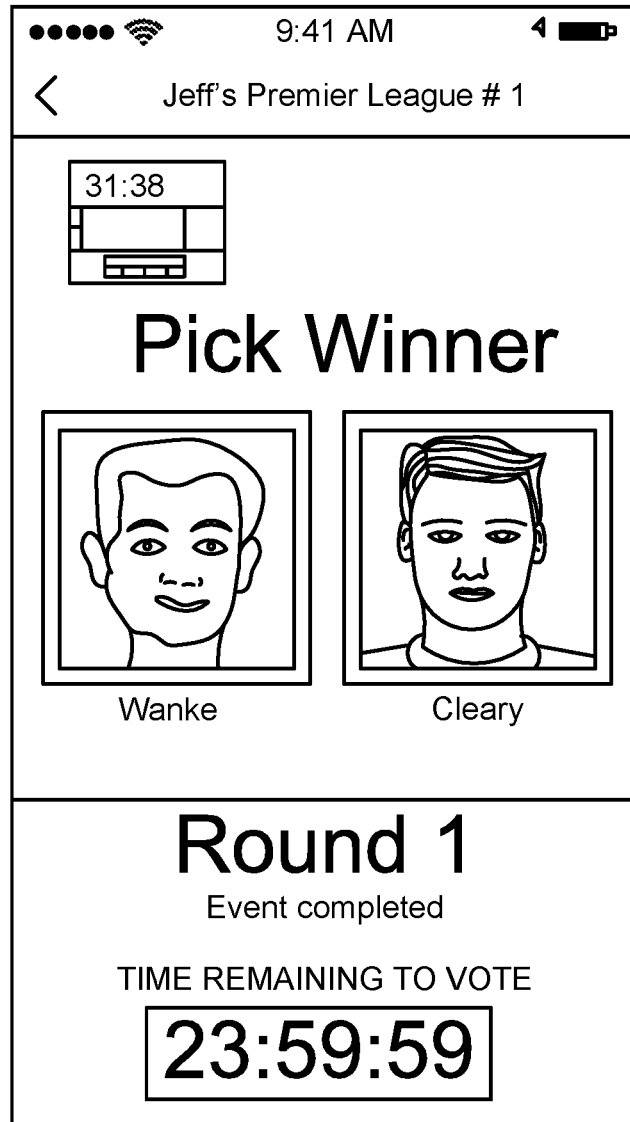 9:41 AM
Jeff's Premier League # 1
31:38
Pick Winner
Wanke
Cleary
Round 1
Event completed
TIME REMAINING TO VOTE
23:59:59